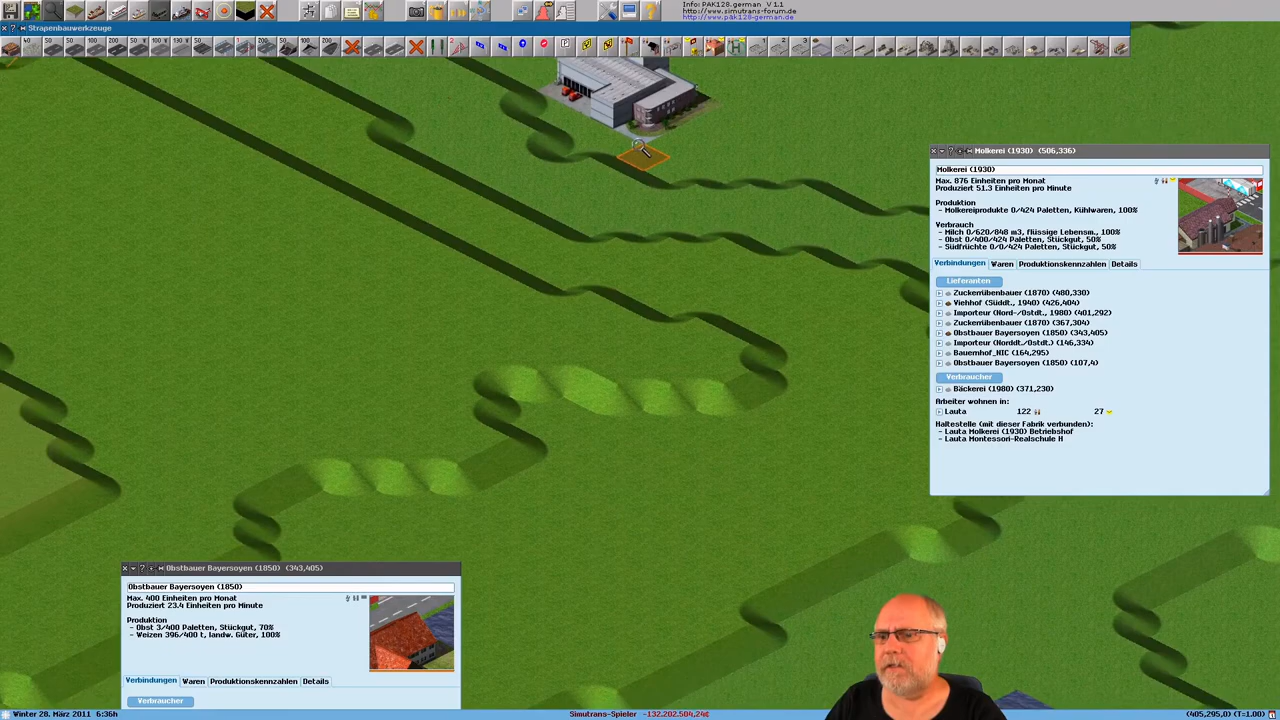 Info: PAK128.german V 1.1
http://www.simutrans-forum.de
http://www.pak128-german.de
Molkerei (1930) (506,336)
Molkerei (1930)
Max. 876 Einheiten pro Monat
Produziert 51.3 Einheiten pro Minute
Produktion
- Molkereiprodukte 0/424 Paletten, Kühlwaren, 100%
Verbrauch
- Milch 0/620/848 m3, flüssige Lebensm., 100%
- Obst 0/400/424 Paletten, Stückgut, 50%
- Südfrüchte 0/0/424 Paletten, Stückgut, 50%
Verbindungen Waren Produktionskennzahlen Details
Lieferanten
Zuckerrübenbauer (1870) (480,330)
Viehhof (Süddt., 1940) (426,404)
Importeur (Nord-/Ostdt., 1980) (401,292)
Zuckerrübenbauer (1870) (367,304)
Obstbauer Bayersoyen (1850) (343,405)
Importeur (Norddt./Ostdt.) (146,334)
Bauernhof_NIC (164,295)
Obstbauer Bayersoyen (1850) (107,4)
Verbraucher
Bäckerei (1980) (371,230)
Arbeiter wohnen in:
Lauta 122 27
Haltestelle (mit dieser Fabrik verbunden):
- Lauta Molkerei (1930) Betriebshof
- Lauta Montessori-Realschule H
Obstbauer Bayersoyen (1850) (343,405)
Obstbauer Bayersoyen (1850)
Max. 400 Einheiten pro Monat
Produziert 23.4 Einheiten pro Minute
Produktion
- Obst 3/400 Paletten, Stückgut, 70%
- Weizen 396/400 t, landw. Güter, 100%
Verbindungen Waren Produktionskennzahlen Details
Verbraucher
Winter 28. März 2011 6:36h
Simutrans-Spieler -132.202.504,24€
(405,295,0) (T=1.00)